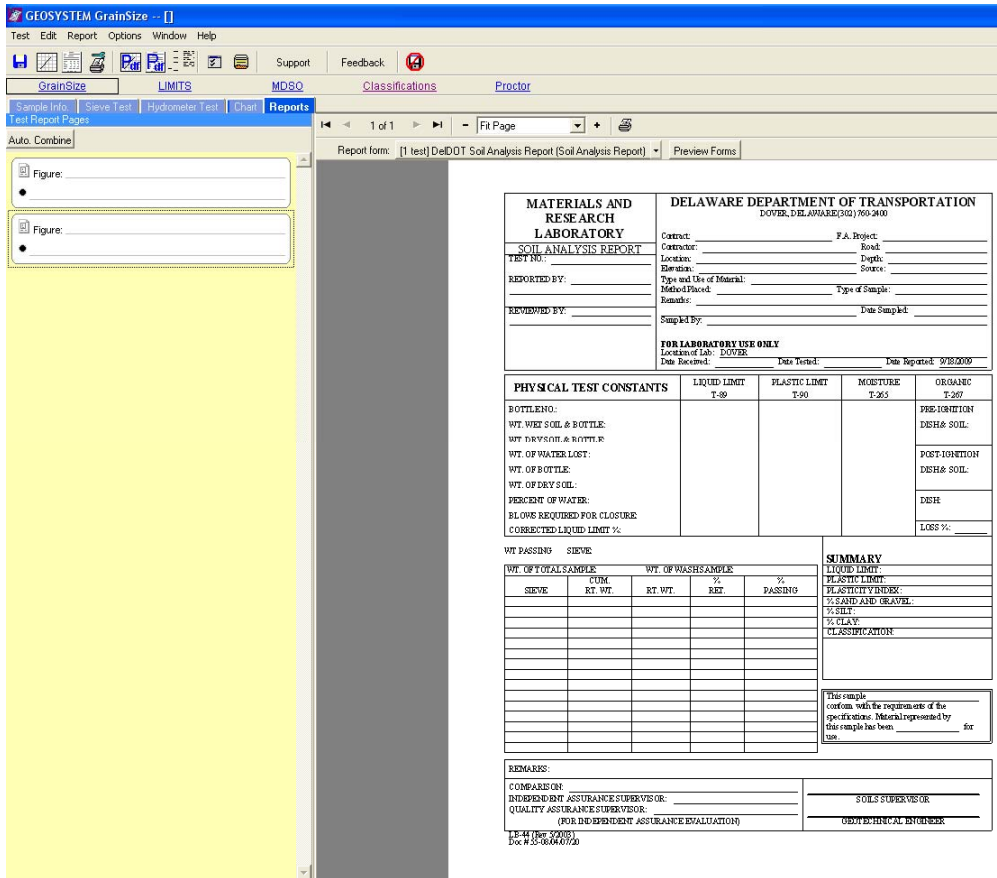 GEOSYSTEM GrainSize -- []
Test Edit Report Options Window Help
Support Feedback
GrainSize LIMITS MDSO Classifications Proctor
Sample Info. Sieve Test Hydrometer Test Chart Reports
Test Report Pages
Auto. Combine
Figure:
Figure:
1 of 1 Fit Page
Report form: [1 test] DelDOT Soil Analysis Report (Soil Analysis Report) Preview Forms
MATERIALS AND
RESEARCH
LABORATORY
SOIL ANALYSIS REPORT
TEST NO.:
REPORTED BY:
REVIEWED BY:
DELAWARE DEPARTMENT OF TRANSPORTATION
DOVER, DELAWARE(302) 760-2400
Contract: F.A. Project:
Contractor: Road:
Location: Depth:
Elevation: Source:
Type and Use of Material:
Method Placed: Type of Sample:
Remarks:
Date Sampled:
Sampled By:
FOR LABORATORY USE ONLY
Location of Lab: DOVER
Date Received: Date Tested: Date Reported: 9/18/2009
PHYSICAL TEST CONSTANTS LIQUID LIMIT PLASTIC LIMIT MOISTURE ORGANIC
T-89 T-90 T-265 T-267
BOTTLE NO.: PRE-IGNITION
WT. WET SOIL & BOTTLE: DISH & SOIL:
WT. DRY SOIL & BOTTLE:
WT. OF WATER LOST: POST-IGNITION
WT. OF BOTTLE: DISH & SOIL:
WT. OF DRY SOIL:
PERCENT OF WATER: DISH:
BLOWS REQUIRED FOR CLOSURE:
CORRECTED LIQUID LIMIT %: LOSS %:
WT PASSING SIEVE:
WT. OF TOTAL SAMPLE: WT. OF WASH SAMPLE:
CUM. % %
SIEVE RT. WT. RT. WT. RET. PASSING
SUMMARY
LIQUID LIMIT:
PLASTIC LIMIT:
PLASTICITY INDEX:
% SAND AND GRAVEL:
% SILT:
% CLAY:
CLASSIFICATION:
This sample
conform with the requirements of the
specifications. Material represented by
this sample has been for
use.
REMARKS:
COMPARISON:
INDEPENDENT ASSURANCE SUPERVISOR:
QUALITY ASSURANCE SUPERVISOR:
(FOR INDEPENDENT ASSURANCE EVALUATION)
SOILS SUPERVISOR
GEOTECHNICAL ENGINEER
LB-44 (Rev 5/2003)
Doc # 55-08/04/07/20